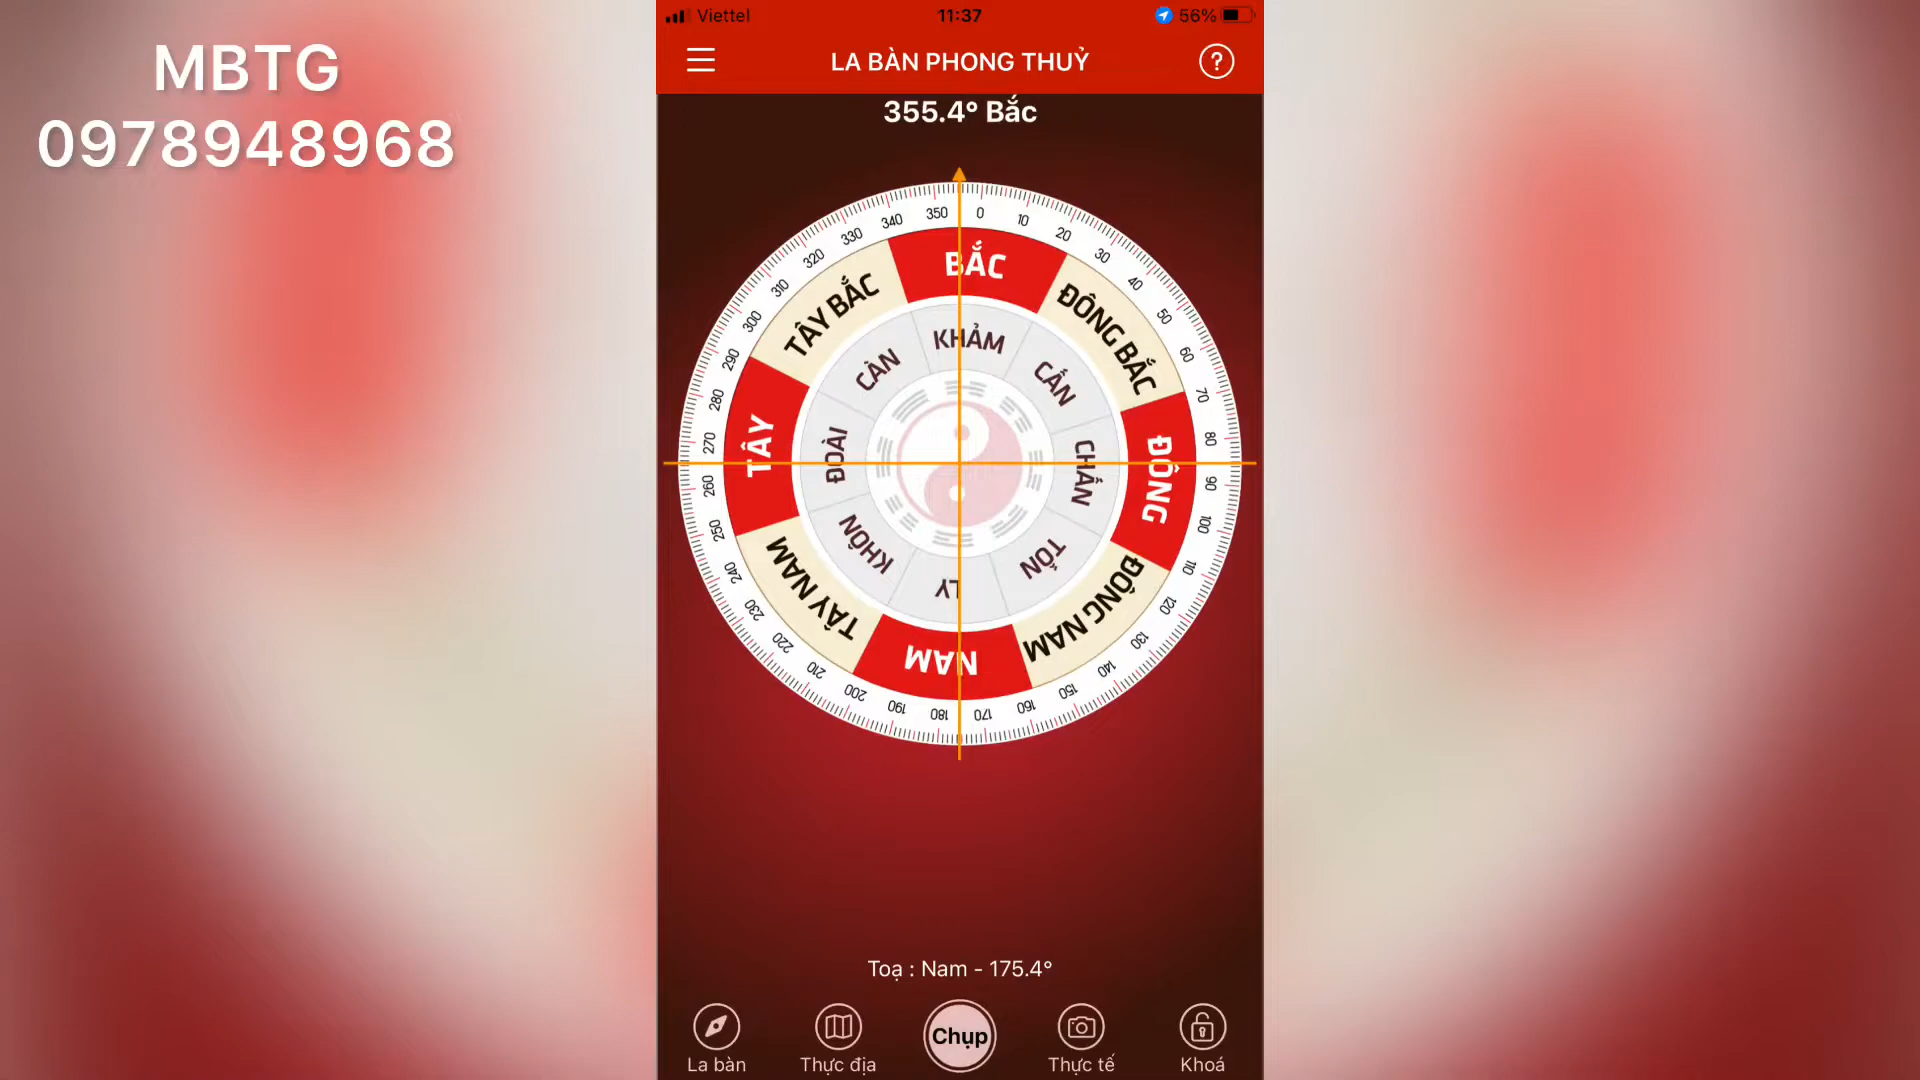 MBTG
0978948968
Viettel
11:37
56%
LA BÀN PHONG THUỶ
?
355.4° Bắc
350 0 10 20 30 40 50 60 70 80 90 100 110 120 130 140 150 160 170 180 190 200 210 220 230 240 250 260 270 280 290 300 310 320 330 340
BẮC
ĐÔNG BẮC
ĐÔNG
ĐÔNG NAM
NAM
TÂY NAM
TÂY
TÂY BẮC
KHẢM
CẤN
CHẤN
TỐN
LY
KHÔN
ĐOÀI
CÀN
Toạ : Nam - 175.4°
La bàn
Thực địa
Chụp
Thực tế
Khoá